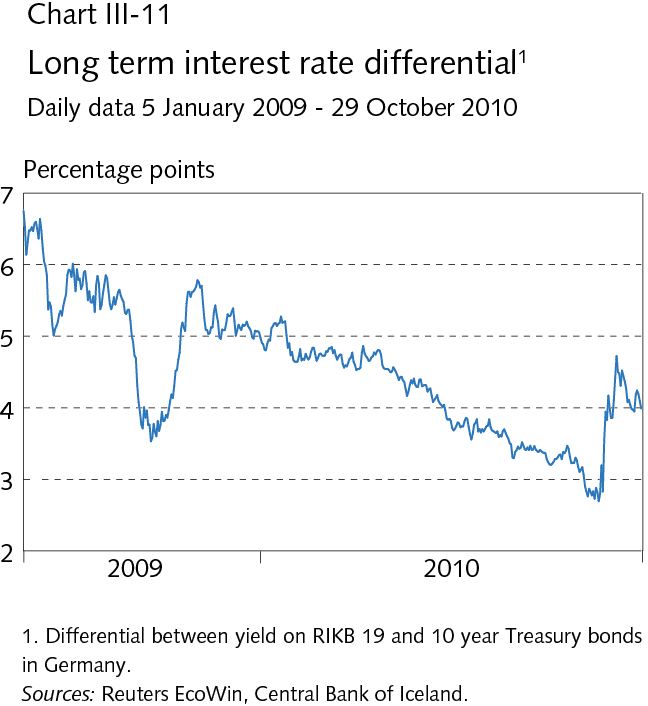 Chart III-11
Long term interest rate differential¹
Daily data 5 January 2009 - 29 October 2010
Percentage points
7
6
5
4
3
2
2009 2010
1. Differential between yield on RIKB 19 and 10 year Treasury bonds
in Germany.
Sources: Reuters EcoWin, Central Bank of Iceland.